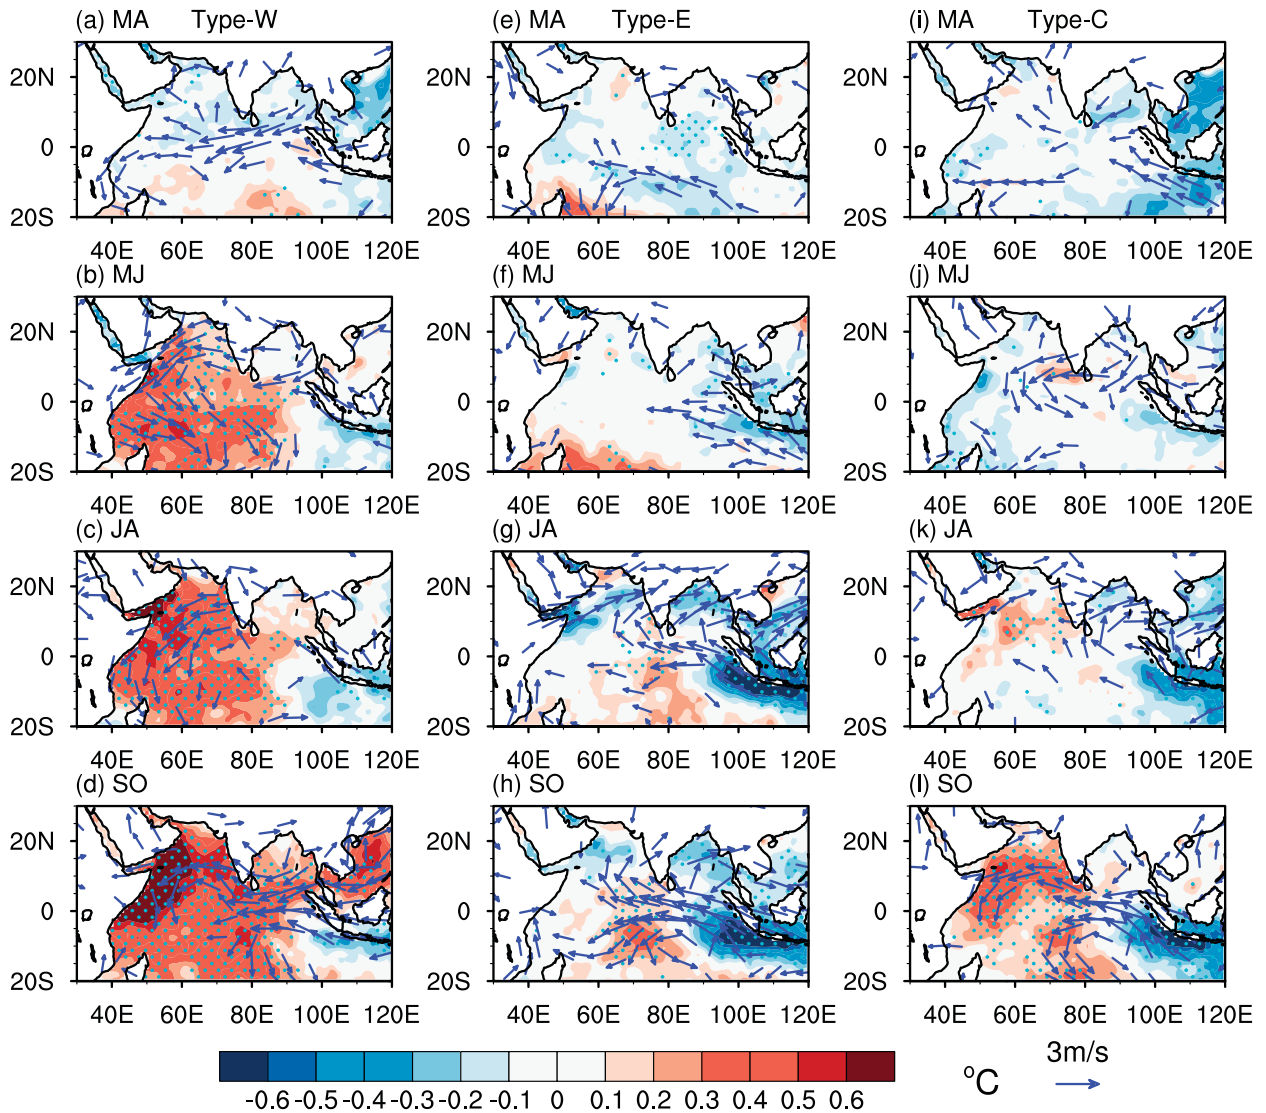 (a) MA Type-W (e) MA Type-E (i) MA Type-C
20N 20N 20N
0 0 0
20S 20S 20S
40E 60E 80E 100E 120E 40E 60E 80E 100E 120E 40E 60E 80E 100E 120E
(b) MJ (f) MJ (j) MJ
20N 20N 20N
0 0 0
20S 20S 20S
40E 60E 80E 100E 120E 40E 60E 80E 100E 120E 40E 60E 80E 100E 120E
(c) JA (g) JA (k) JA
20N 20N 20N
0 0 0
20S 20S 20S
40E 60E 80E 100E 120E 40E 60E 80E 100E 120E 40E 60E 80E 100E 120E
(d) SO (h) SO (l) SO
20N 20N 20N
0 0 0
20S 20S 20S
40E 60E 80E 100E 120E 40E 60E 80E 100E 120E 40E 60E 80E 100E 120E
-0.6 -0.5 -0.4 -0.3 -0.2 -0.1 0 0.1 0.2 0.3 0.4 0.5 0.6
°C
3m/s